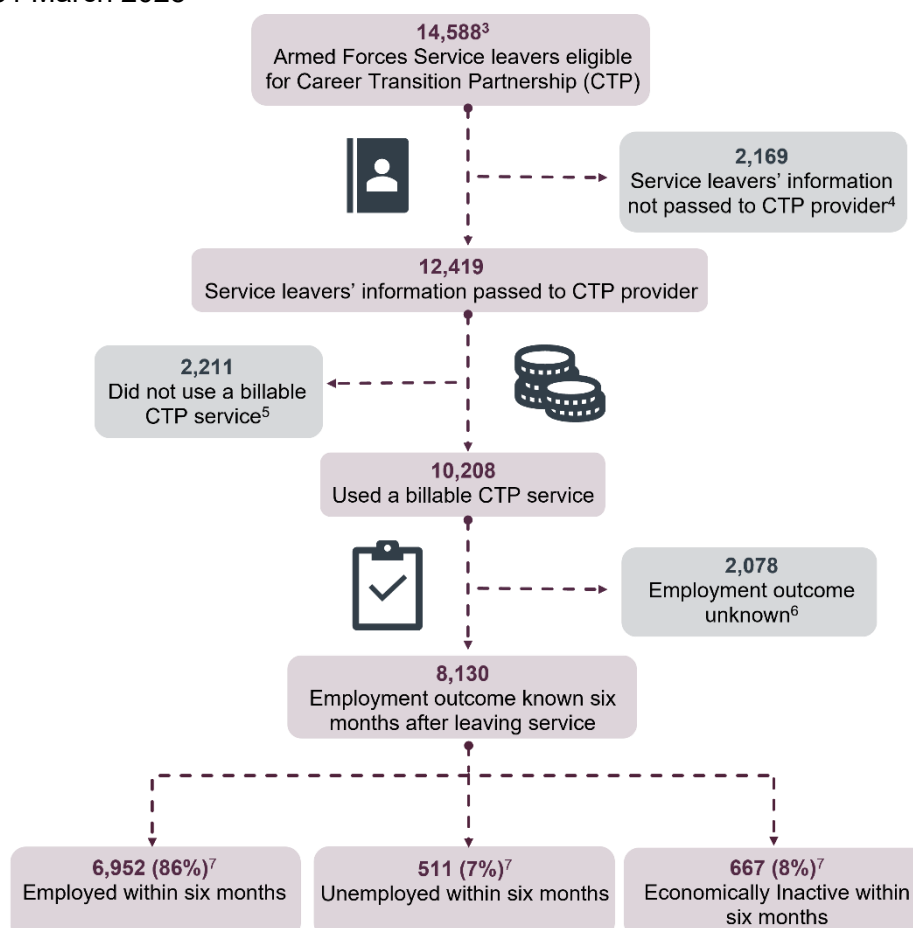 March
14,588³
Armed Forces Service leavers eligible
for Career Transition Partnership (CTP)
2,169
Service leavers’ information
not passed to CTP provider⁴
12,419
Service leavers’ information passed to CTP provider
2,211
Did not use a billable
CTP service⁵
10,208
Used a billable CTP service
2,078
Employment outcome
unknown⁶
8,130
Employment outcome known six
months after leaving service
6,952 (86%)⁷
Employed within six months
511 (7%)⁷
Unemployed within six months
667 (8%)⁷
Economically Inactive within
six months